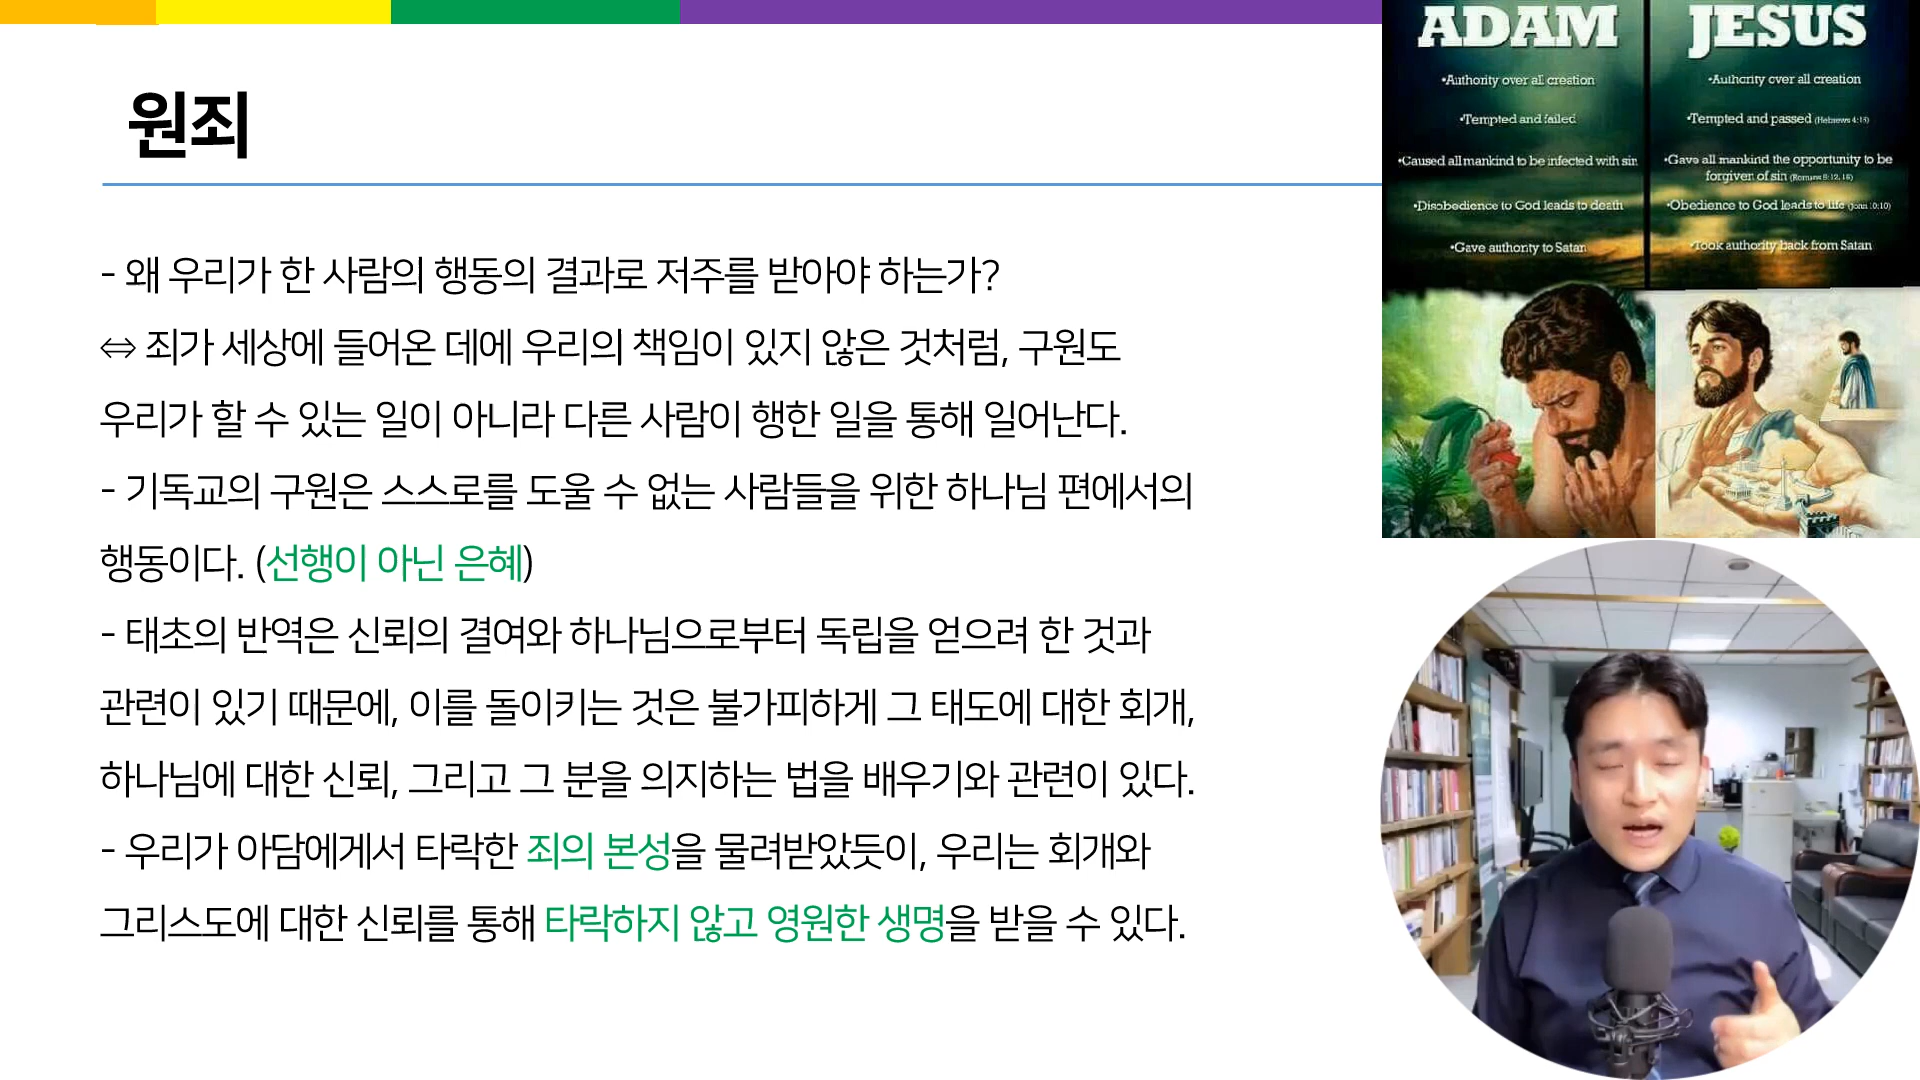 원죄
- 왜 우리가 한 사람의 행동의 결과로 저주를 받아야 하는가?
⇔ 죄가 세상에 들어온 데에 우리의 책임이 있지 않은 것처럼, 구원도
우리가 할 수 있는 일이 아니라 다른 사람이 행한 일을 통해 일어난다.
- 기독교의 구원은 스스로를 도울 수 없는 사람들을 위한 하나님 편에서의
행동이다. (선행이 아닌 은혜)
- 태초의 반역은 신뢰의 결여와 하나님으로부터 독립을 얻으려 한 것과
관련이 있기 때문에, 이를 돌이키는 것은 불가피하게 그 태도에 대한 회개,
하나님에 대한 신뢰, 그리고 그 분을 의지하는 법을 배우기와 관련이 있다.
- 우리가 아담에게서 타락한 죄의 본성을 물려받았듯이, 우리는 회개와
그리스도에 대한 신뢰를 통해 타락하지 않고 영원한 생명을 받을 수 있다.
ADAM
•Authority over all creation
•Tempted and failed
•Caused all mankind to be infected with sin
•Disobedience to God leads to death
•Gave authority to Satan
JESUS
•Authority over all creation
•Tempted and passed (Hebrews 4:15)
•Gave all mankind the opportunity to be
forgiven of sin (Romans 5:12, 15)
•Obedience to God leads to life (John 10:10)
•Took authority back from Satan